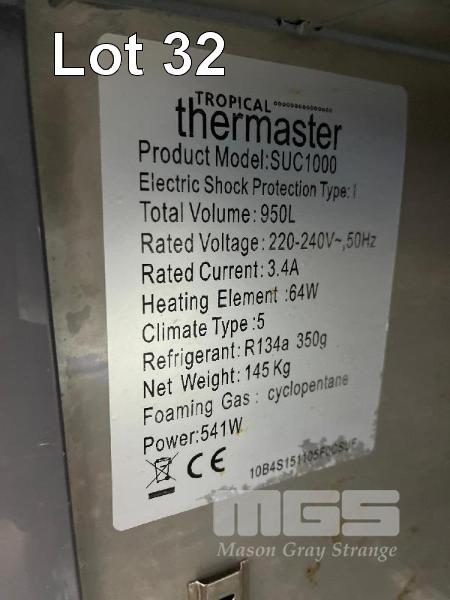 Lot 32
TROPICAL
thermaster
Product Model:SUC1000
Electric Shock Protection Type: I
Total Volume: 950L
Rated Voltage: 220-240V~,50Hz
Rated Current: 3.4A
Heating Element :64W
Climate Type :5
Refrigerant: R134a 350g
Net Weight: 145 Kg
Foaming Gas : cyclopentane
Power:541W
CE
MGS
Mason Gray Strange